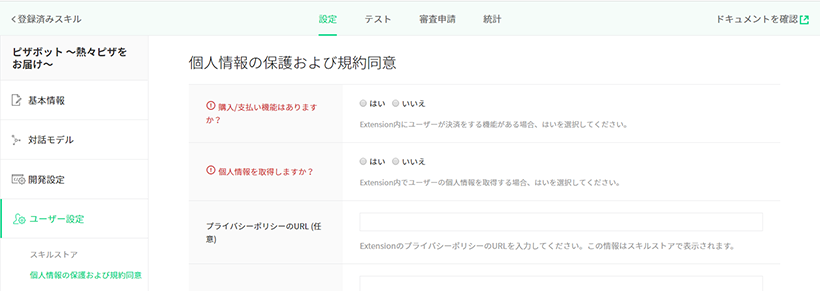 登録済みスキル
設定 テスト 審査申請 統計
ドキュメントを確認
ピザボット 〜熱々ピザを
お届け〜
基本情報
対話モデル
開発設定
ユーザー設定
スキルストア
個人情報の保護および規約同意
個人情報の保護および規約同意
購入/支払い機能はあります
か？
はい いいえ
Extension内にユーザーが決済をする機能がある場合、はいを選択してください。
個人情報を取得しますか？
はい いいえ
Extension内でユーザーの個人情報を取得する場合、はいを選択してください。
プライバシーポリシーのURL (任
意)
ExtensionのプライバシーポリシーのURLを入力してください。この情報はスキルストアで表示されます。